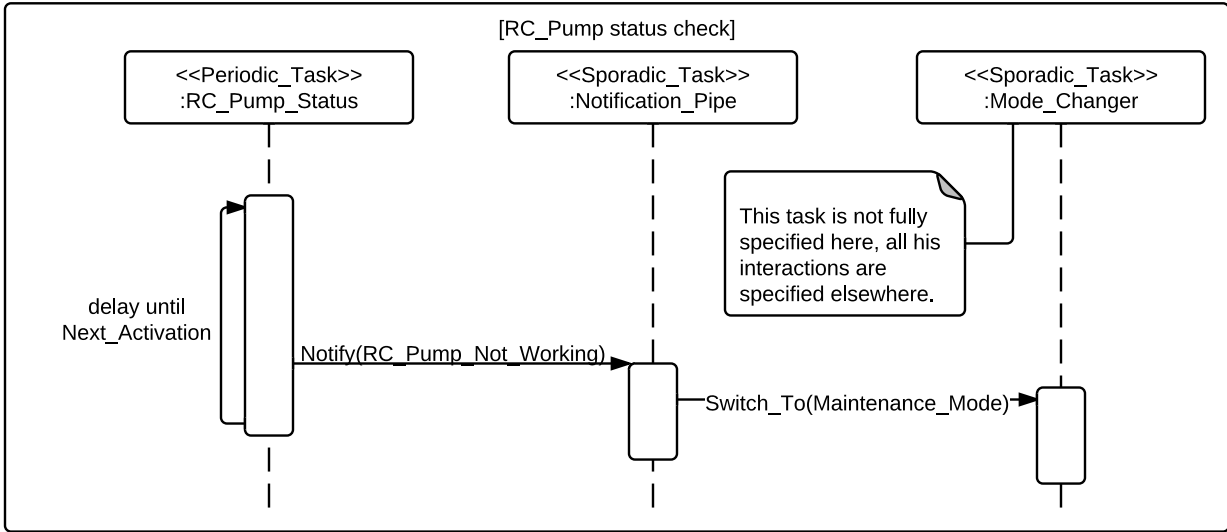 [RC_Pump status check]
<<Periodic_Task>>
:RC_Pump_Status
<<Sporadic_Task>>
:Notification_Pipe
<<Sporadic_Task>>
:Mode_Changer
This task is not fully
specified here, all his
interactions are
specified elsewhere.
delay until
Next_Activation
Notify(RC_Pump_Not_Working)
Switch_To(Maintenance_Mode)